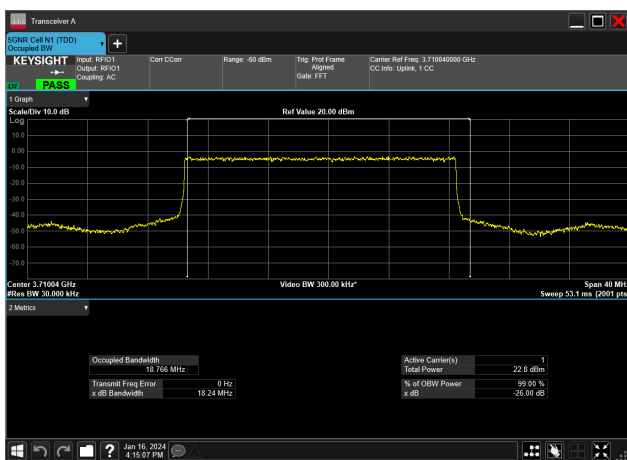 Transceiver A
5GNR Cell N1 (TDD)
Occupied BW
KEYSIGHT
LXI
PASS
Input: RFIO1
Output: RFIO1
Coupling: AC
Corr CCorr
Range: -60 dBm
Trig: Prot Frame
Aligned
Gate: FFT
Carrier Ref Freq: 3.710040000 GHz
CC Info: Uplink, 1 CC
1 Graph
Scale/Div 10.0 dB
Ref Value 20.00 dBm
Log
10.0
0.00
-10.0
-20.0
-30.0
-40.0
-50.0
-60.0
-70.0
Center 3.71004 GHz
Video BW 300.00 kHz*
Span 40 MHz
#Res BW 30.000 kHz
Sweep 53.1 ms (2001 pts
2 Metrics
Occupied Bandwidth
18.766 MHz
Active Carrier(s) 1
Total Power 22.8 dBm
Transmit Freq Error 0 Hz
x dB Bandwidth 18.24 MHz
% of OBW Power 99.00 %
x dB -26.00 dB
Jan 16, 2024
4:15:07 PM